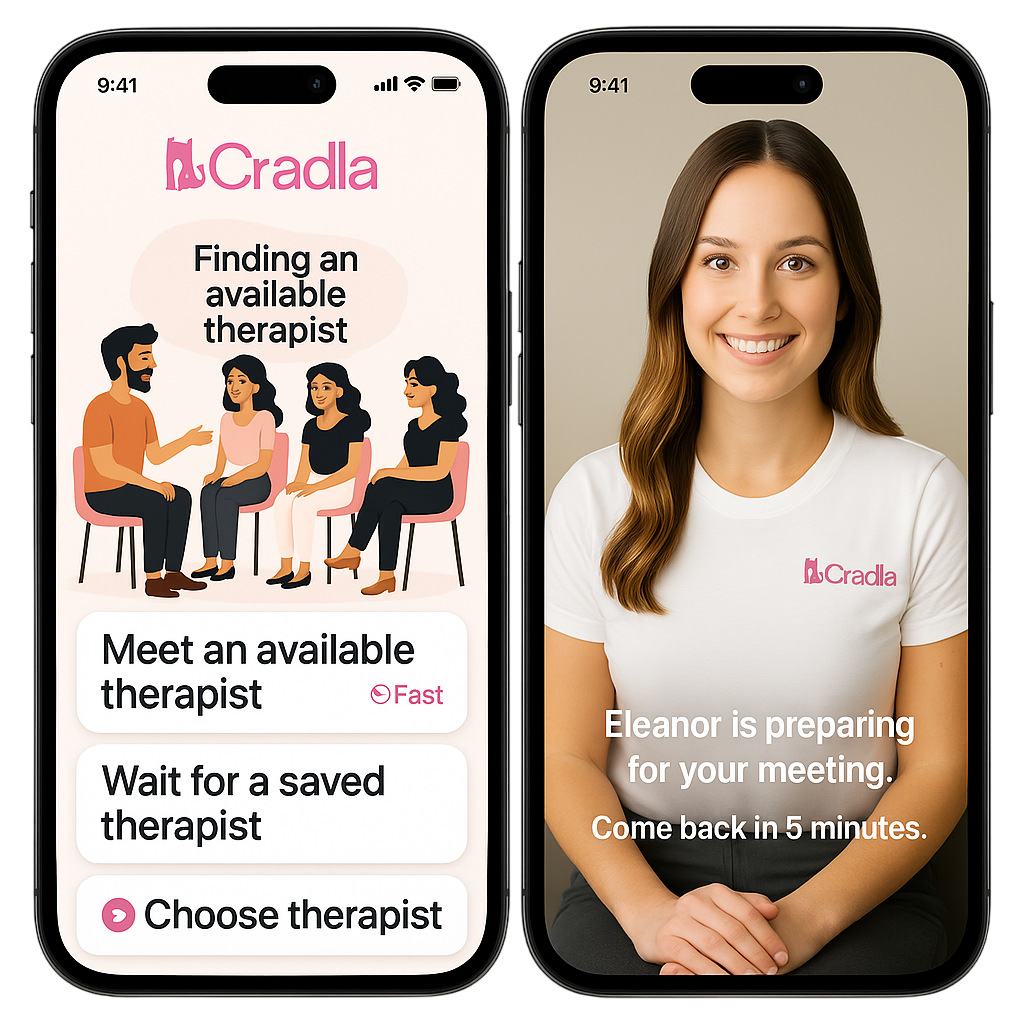 9:41
Cradla
Finding an
available
therapist
Meet an available
therapist
Fast
Wait for a saved
therapist
Choose therapist
9:41
Cradla
Eleanor is preparing
for your meeting.
Come back in 5 minutes.